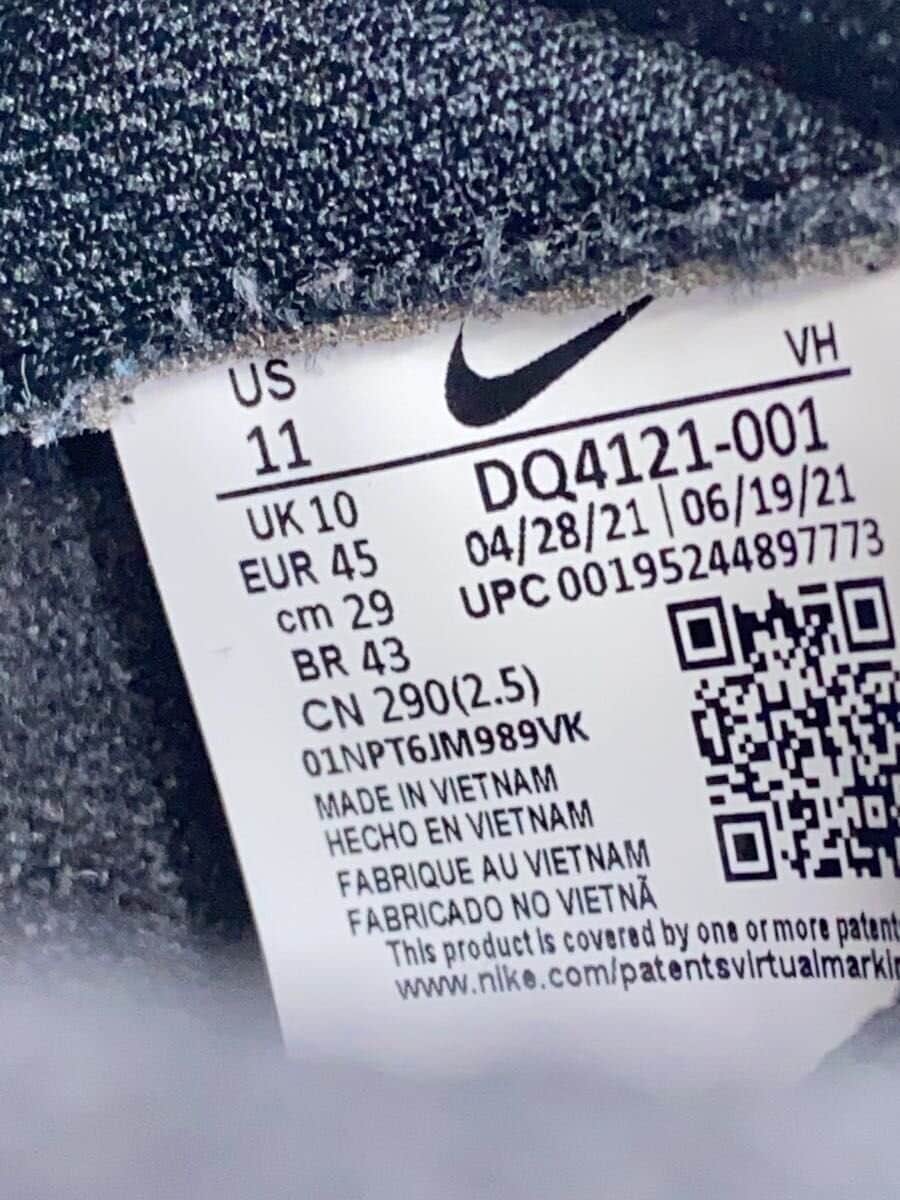 US
11
VH
UK 10
EUR 45
cm 29
BR 43
CN 290(2.5)
DQ4121-001
04/28/21 | 06/19/21
UPC 00195244897773
01NPT6JM989VK
MADE IN VIETNAM
HECHO EN VIETNAM
FABRIQUE AU VIETNAM
FABRICADO NO VIETNÃ
This product is covered by one or more patent
www.nike.com/patentsvirtualmarkin